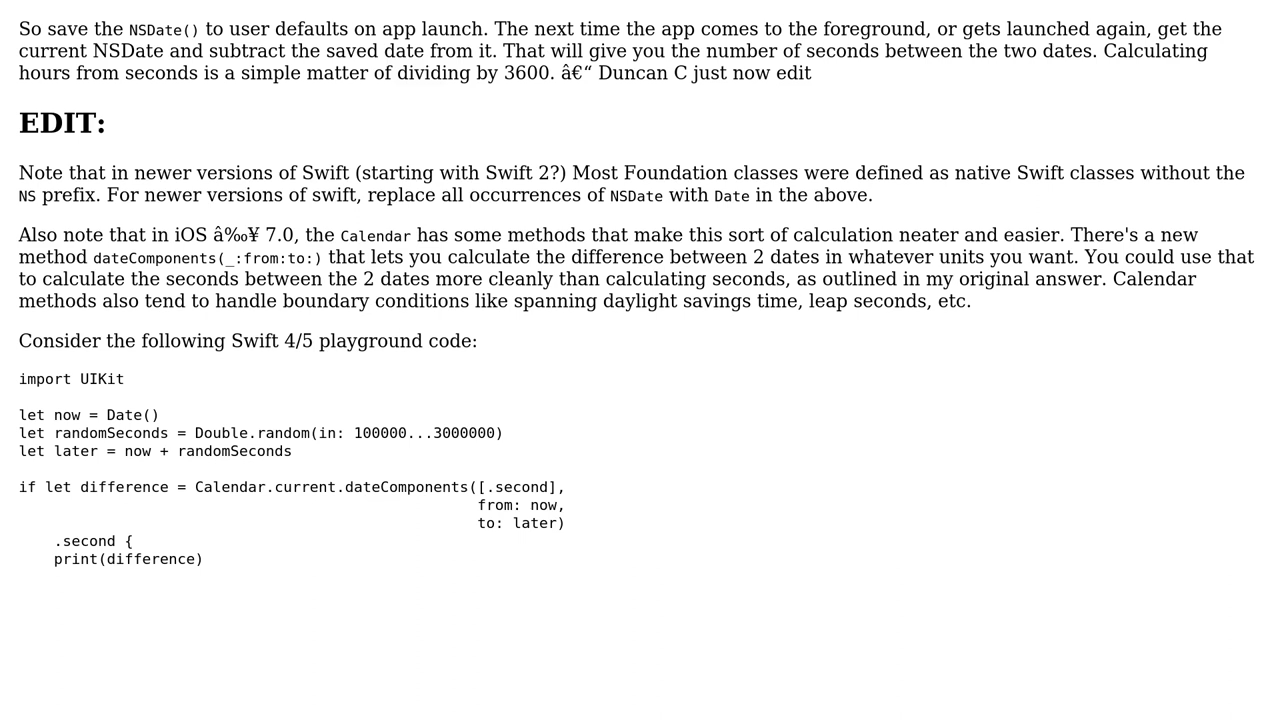 So save the NSDate() to user defaults on app launch. The next time the app comes to the foreground, or gets launched again, get the
current NSDate and subtract the saved date from it. That will give you the number of seconds between the two dates. Calculating
hours from seconds is a simple matter of dividing by 3600. â€“ Duncan C just now edit
EDIT:
Note that in newer versions of Swift (starting with Swift 2?) Most Foundation classes were defined as native Swift classes without the
NS prefix. For newer versions of swift, replace all occurrences of NSDate with Date in the above.
Also note that in iOS â‰¥ 7.0, the Calendar has some methods that make this sort of calculation neater and easier. There's a new
method dateComponents(_:from:to:) that lets you calculate the difference between 2 dates in whatever units you want. You could use that
to calculate the seconds between the 2 dates more cleanly than calculating seconds, as outlined in my original answer. Calendar
methods also tend to handle boundary conditions like spanning daylight savings time, leap seconds, etc.
Consider the following Swift 4/5 playground code:
import UIKit
let now = Date()
let randomSeconds = Double.random(in: 100000...3000000)
let later = now + randomSeconds
if let difference = Calendar.current.dateComponents([.second],
                                                    from: now,
                                                    to: later)
    .second {
    print(difference)